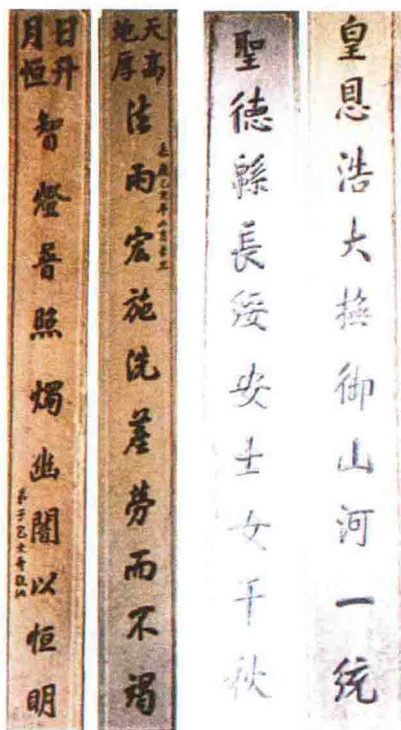 皇恩浩大撫御山河一統
聖德緜長綏安士女千秋
天高
地厚
法雨宏施洗塵勞而不竭
日升
月恒
智燈普照燭幽闇以恒明